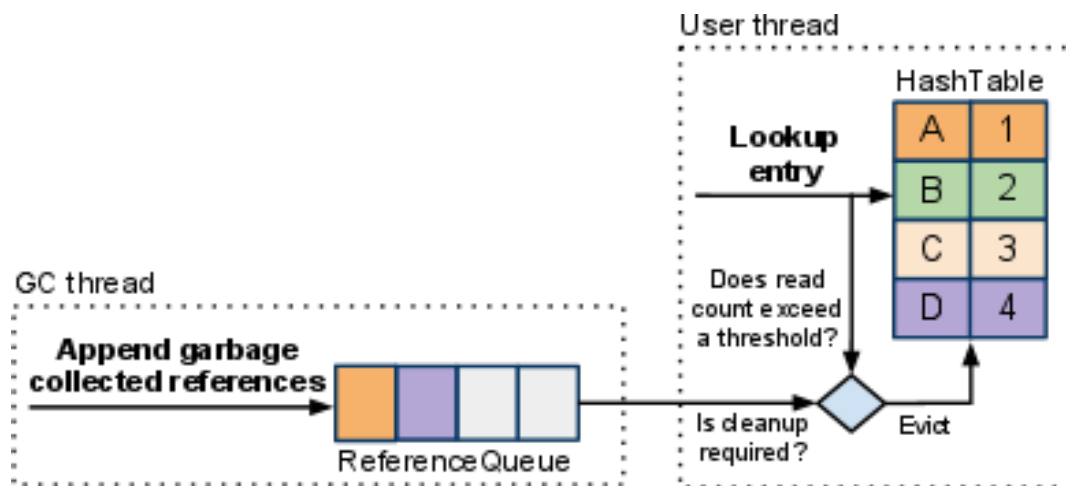 User thread
HashTable
A 1
Lookup
entry
B 2
C 3
D 4
Does read
count exceed
a threshold?
GC thread
Append garbage
collected references
ReferenceQueue
Is cleanup
required?
Evict